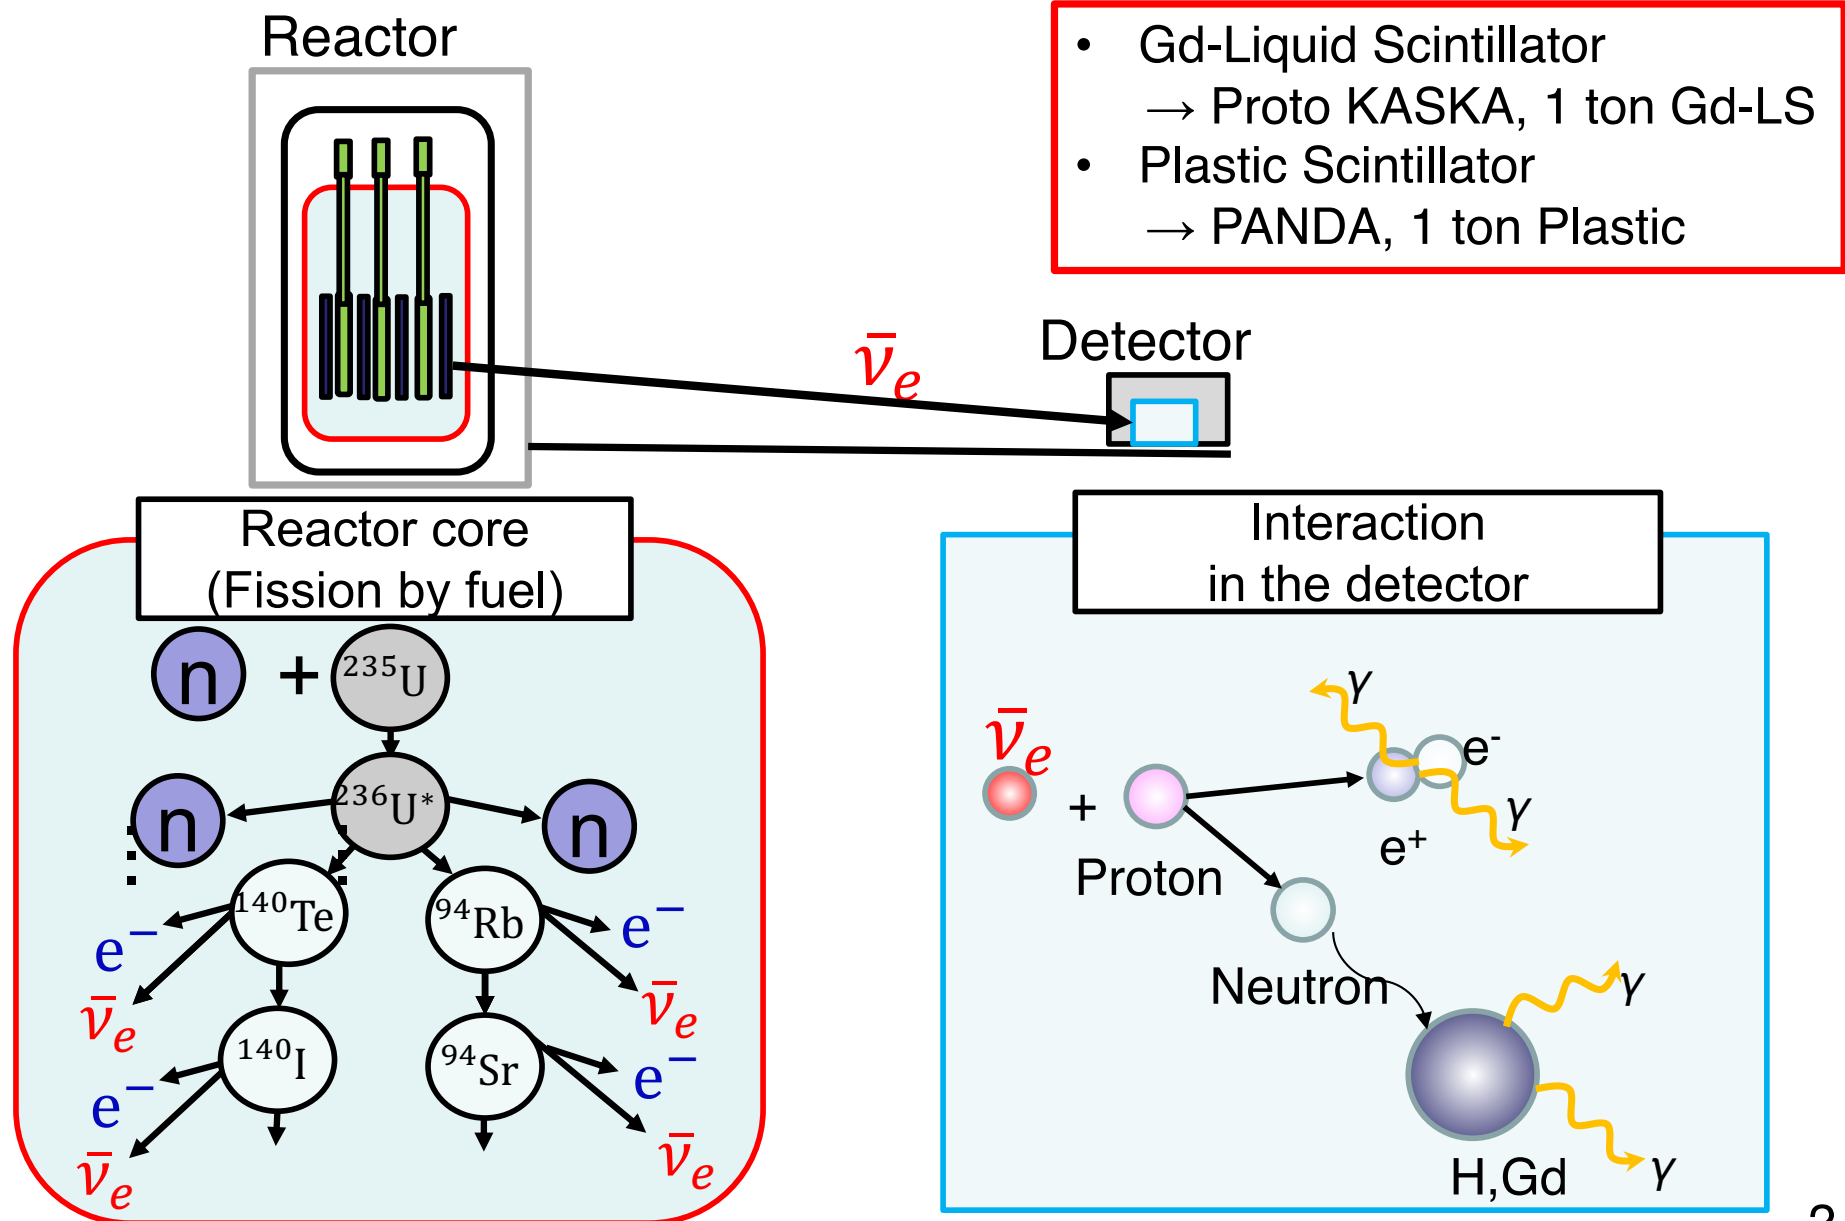 Reactor
• Gd-Liquid Scintillator
→ Proto KASKA, 1 ton Gd-LS
• Plastic Scintillator
→ PANDA, 1 ton Plastic
ν̄ₑ
Detector
Reactor core
(Fission by fuel)
n + ²³⁵U
n ²³⁶U* n
¹⁴⁰Te ⁹⁴Rb
e⁻ e⁻
ν̄ₑ ν̄ₑ
¹⁴⁰I ⁹⁴Sr
e⁻ e⁻
ν̄ₑ ν̄ₑ
Interaction
in the detector
γ
ν̄ₑ e⁻
+ γ
e⁺
Proton
Neutron
γ
H,Gd γ